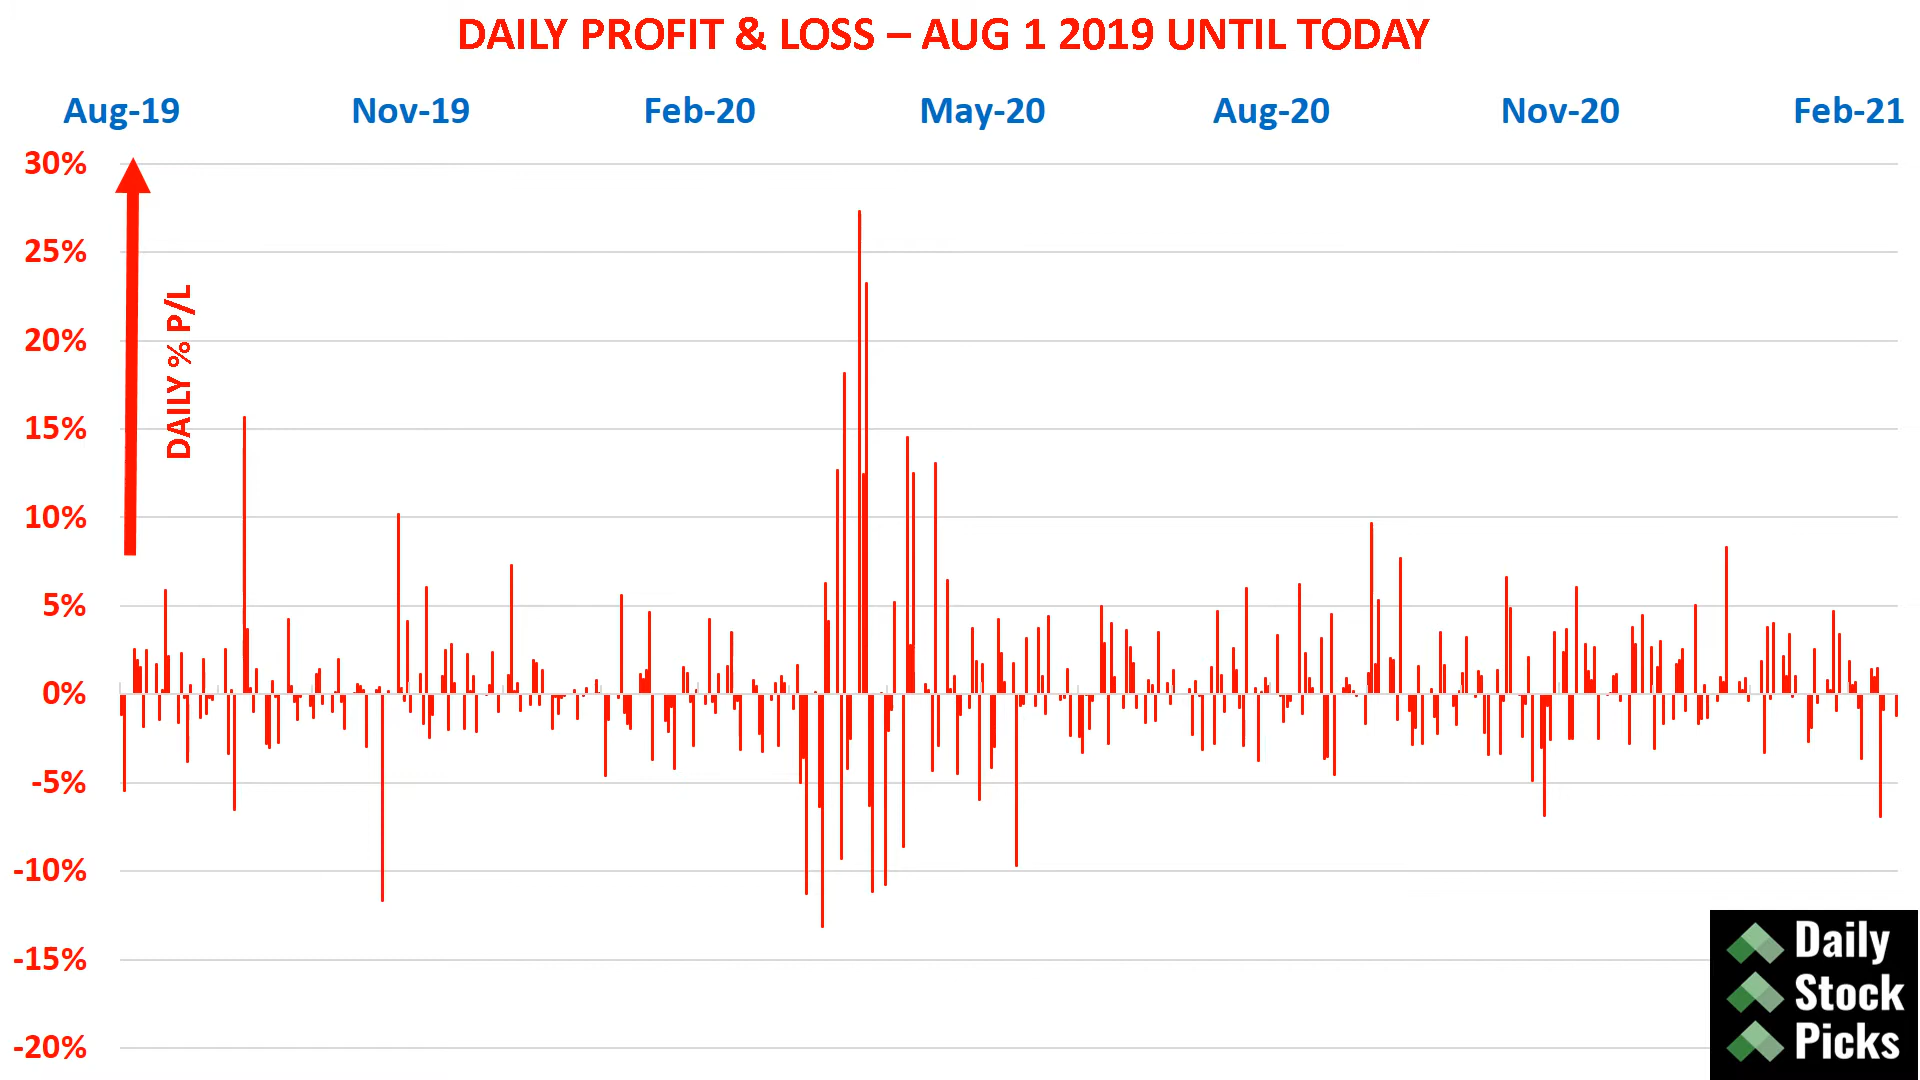 DAILY PROFIT & LOSS – AUG 1 2019 UNTIL TODAY
Aug-19 Nov-19 Feb-20 May-20 Aug-20 Nov-20 Feb-21
30%
25%
20%
15%
10%
5%
0%
-5%
-10%
-15%
-20%
DAILY % P/L
Daily
Stock
Picks